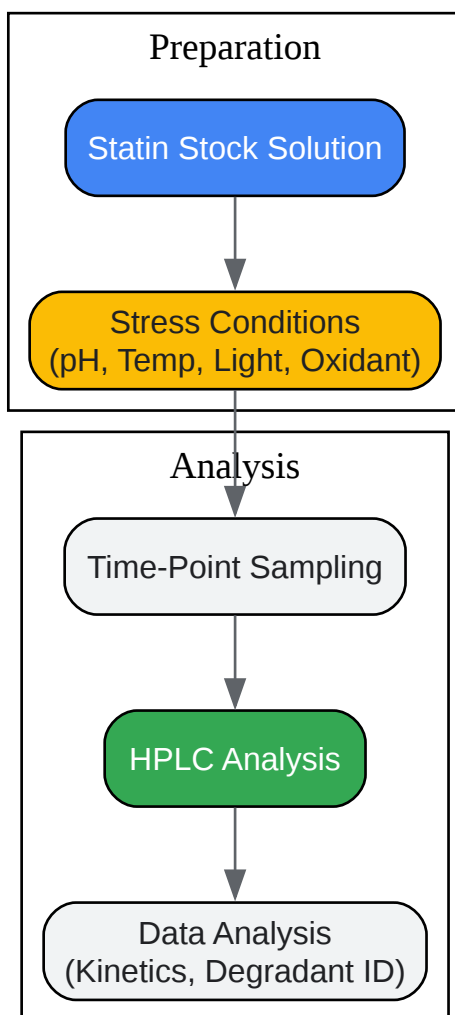 Preparation
Statin Stock Solution
Stress Conditions
(pH, Temp, Light, Oxidant)
Analysis
Time-Point Sampling
HPLC Analysis
Data Analysis
(Kinetics, Degradant ID)